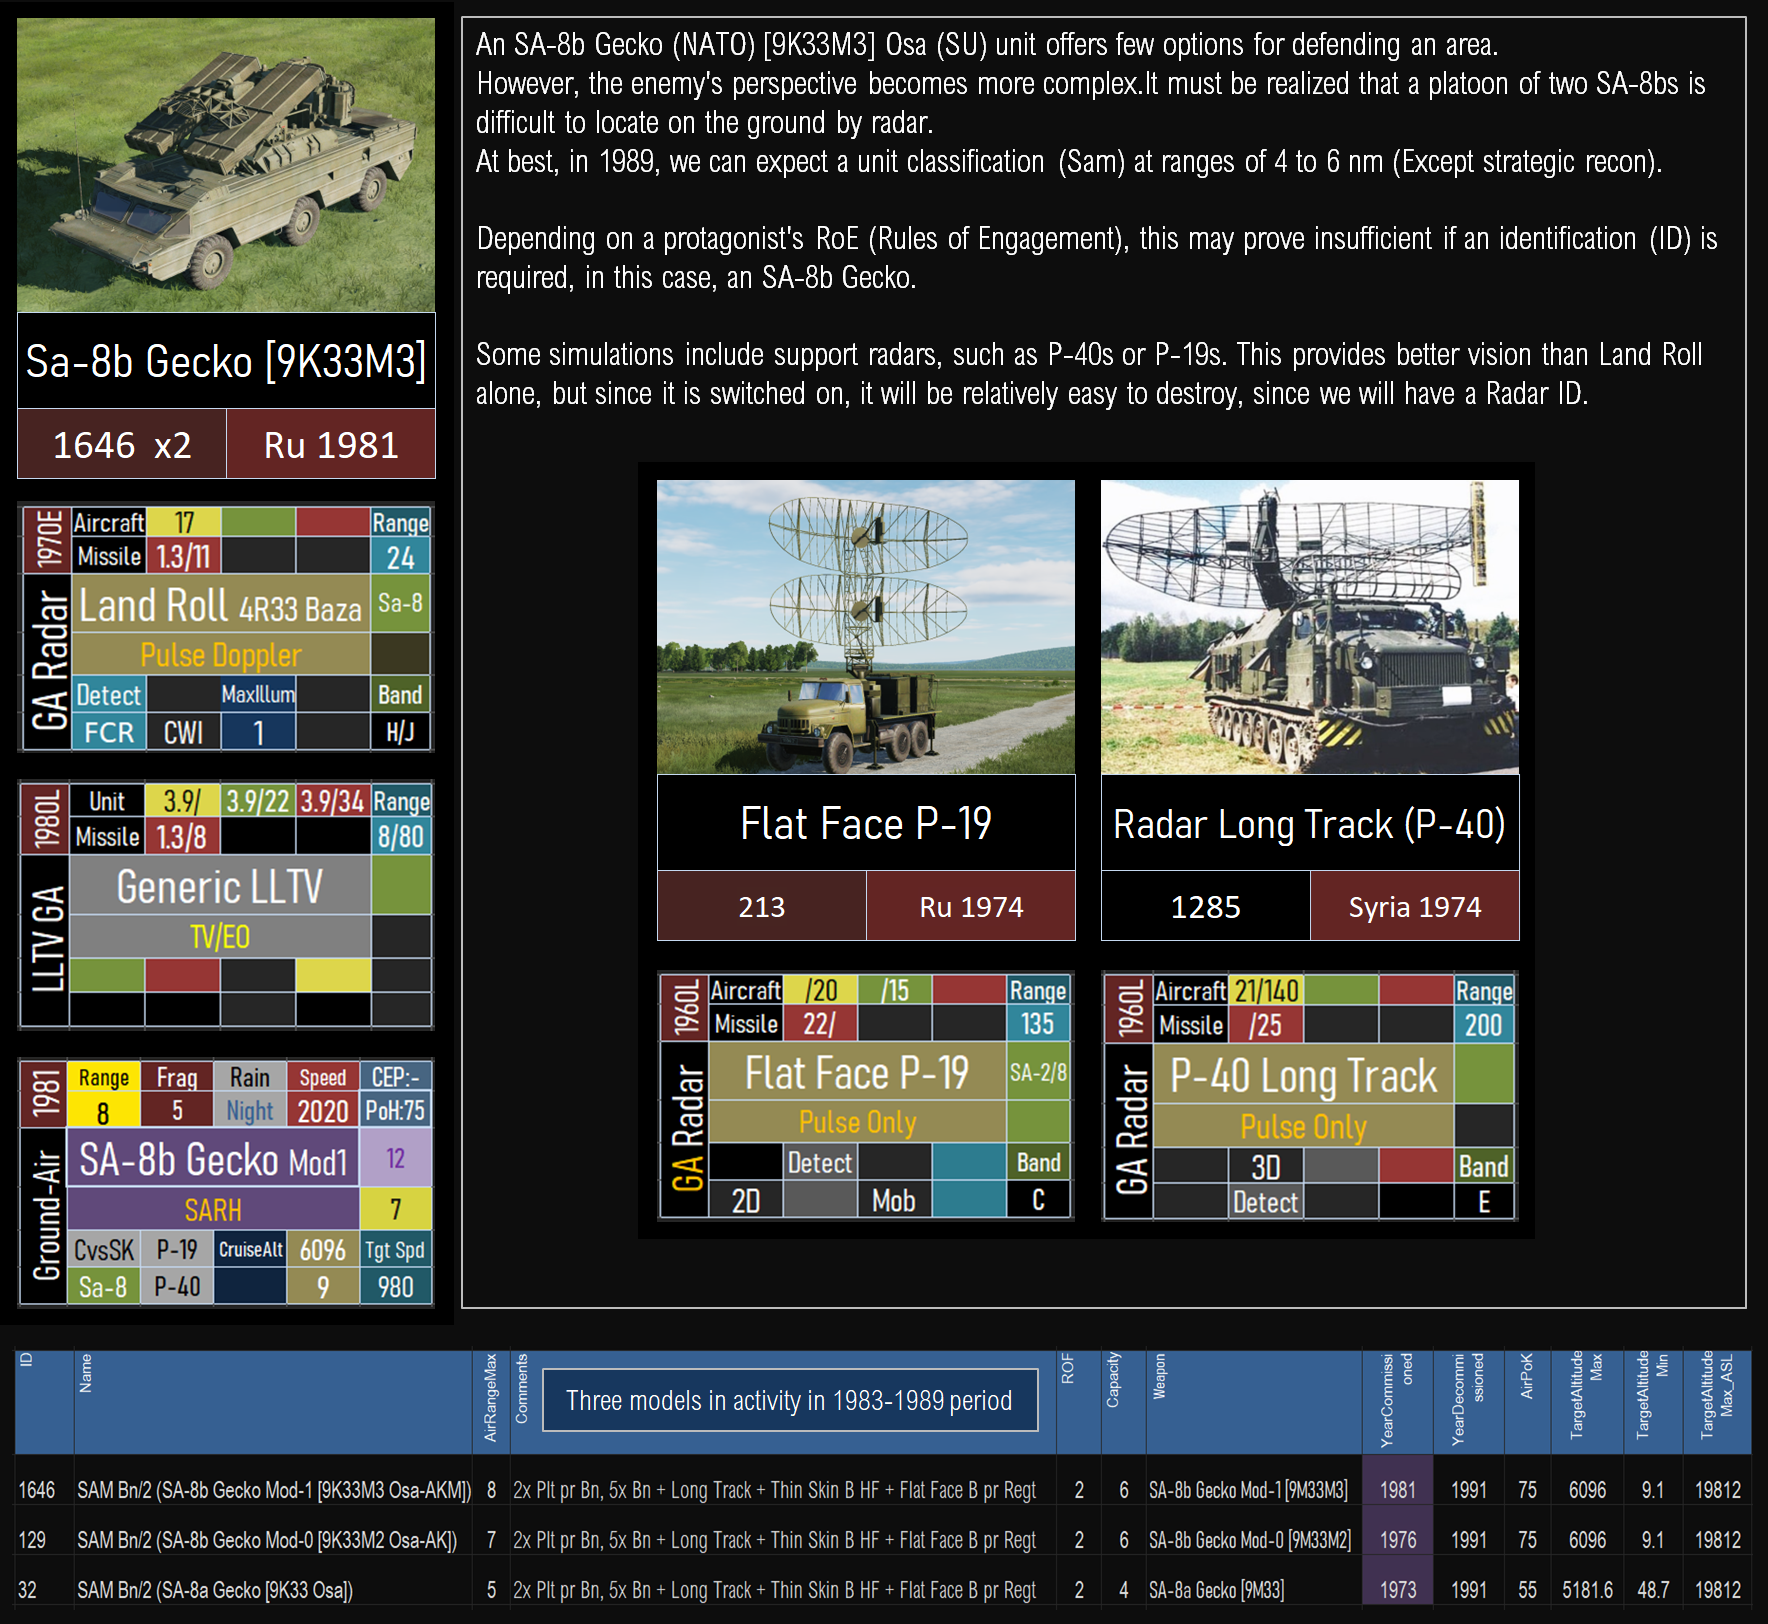 An SA-8b Gecko (NATO) [9K33M3] Osa (SU) unit offers few options for defending an area.
However, the enemy's perspective becomes more complex.It must be realized that a platoon of two SA-8bs is
difficult to locate on the ground by radar.
At best, in 1989, we can expect a unit classification (Sam) at ranges of 4 to 6 nm (Except strategic recon).
Depending on a protagonist's RoE (Rules of Engagement), this may prove insufficient if an identification (ID) is
required, in this case, an SA-8b Gecko.
Some simulations include support radars, such as P-40s or P-19s. This provides better vision than Land Roll
alone, but since it is switched on, it will be relatively easy to destroy, since we will have a Radar ID.
Sa-8b Gecko [9K33M3]
1646 x2 Ru 1981
1970E Aircraft 17 Range
Missile 1.3/11 24
GA Radar Land Roll 4R33 Baza Sa-8
Pulse Doppler
Detect MaxIllum Band
FCR CWI 1 H/J
1980L Unit 3.9/ 3.9/22 3.9/34 Range
Missile 1.3/8 8/80
LLTV GA Generic LLTV
TV/EO
1981 Range Frag Rain Speed CEP:-
8 5 Night 2020 PoH:75
Ground-Air SA-8b Gecko Mod1 12
SARH 7
CvsSK P-19 CruiseAlt 6096 Tgt Spd
Sa-8 P-40 9 980
Flat Face P-19
213 Ru 1974
1960L Aircraft /20 /15 Range
Missile 22/ 135
GA Radar Flat Face P-19 SA-2/8
Pulse Only
Detect Band
2D Mob C
Radar Long Track (P-40)
1285 Syria 1974
1960L Aircraft 21/140 Range
Missile /25 200
GA Radar P-40 Long Track
Pulse Only
3D Band
Detect E
Three models in activity in 1983-1989 period
ID Name AirRangeMax Comments ROF Capacity Weapon YearCommissioned YearDecommissioned AirPoK TargetAltitudeMax TargetAltitudeMin TargetAltitudeMax_ASL
1646 SAM Bn/2 (SA-8b Gecko Mod-1 [9K33M3 Osa-AKM]) 8 2x Plt pr Bn, 5x Bn + Long Track + Thin Skin B HF + Flat Face B pr Regt 2 6 SA-8b Gecko Mod-1 [9M33M3] 1981 1991 75 6096 9.1 19812
129 SAM Bn/2 (SA-8b Gecko Mod-0 [9K33M2 Osa-AK]) 7 2x Plt pr Bn, 5x Bn + Long Track + Thin Skin B HF + Flat Face B pr Regt 2 6 SA-8b Gecko Mod-0 [9M33M2] 1976 1991 75 6096 9.1 19812
32 SAM Bn/2 (SA-8a Gecko [9K33 Osa]) 5 2x Plt pr Bn, 5x Bn + Long Track + Thin Skin B HF + Flat Face B pr Regt 2 4 SA-8a Gecko [9M33] 1973 1991 55 5181.6 48.7 19812